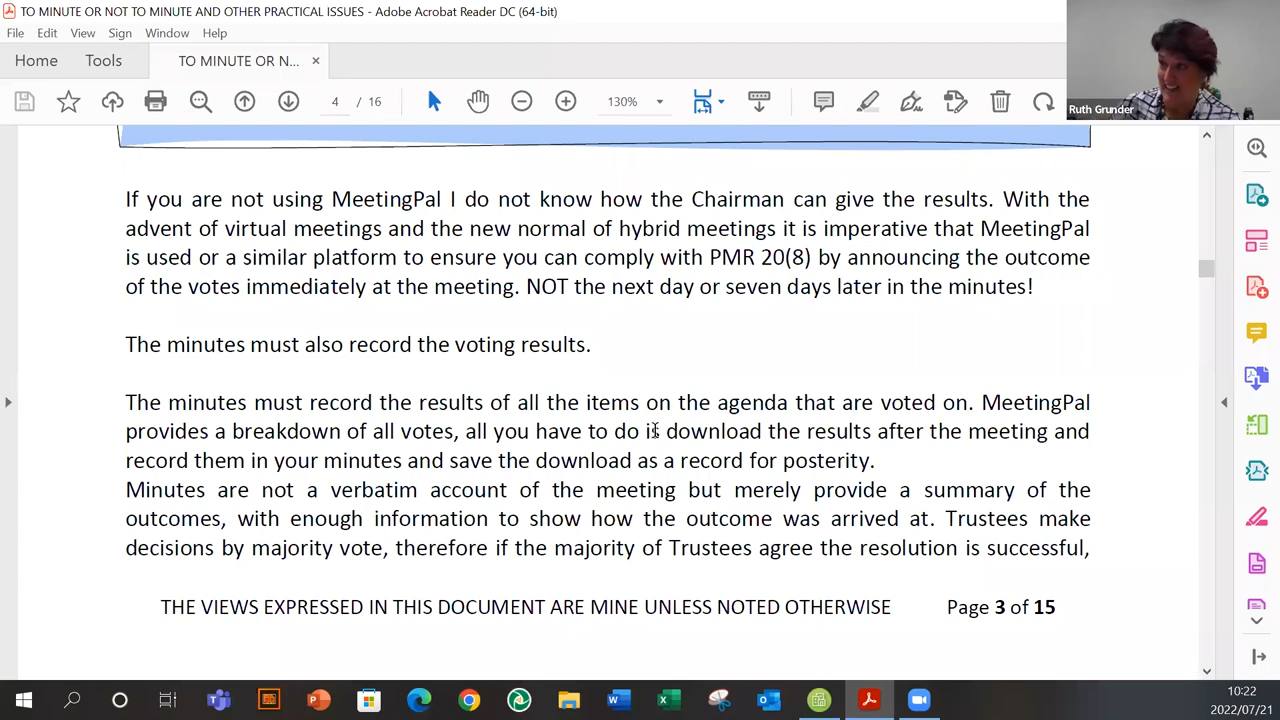 TO MINUTE OR NOT TO MINUTE AND OTHER PRACTICAL ISSUES - Adobe Acrobat Reader DC (64-bit)
File Edit View Sign Window Help
Home Tools TO MINUTE OR N... ×
4 / 16 130%
Ruth Grunder
If you are not using MeetingPal I do not know how the Chairman can give the results. With the
advent of virtual meetings and the new normal of hybrid meetings it is imperative that MeetingPal
is used or a similar platform to ensure you can comply with PMR 20(8) by announcing the outcome
of the votes immediately at the meeting. NOT the next day or seven days later in the minutes!
The minutes must also record the voting results.
The minutes must record the results of all the items on the agenda that are voted on. MeetingPal
provides a breakdown of all votes, all you have to do is download the results after the meeting and
record them in your minutes and save the download as a record for posterity.
Minutes are not a verbatim account of the meeting but merely provide a summary of the
outcomes, with enough information to show how the outcome was arrived at. Trustees make
decisions by majority vote, therefore if the majority of Trustees agree the resolution is successful,
THE VIEWS EXPRESSED IN THIS DOCUMENT ARE MINE UNLESS NOTED OTHERWISE Page 3 of 15
10:22
2022/07/21